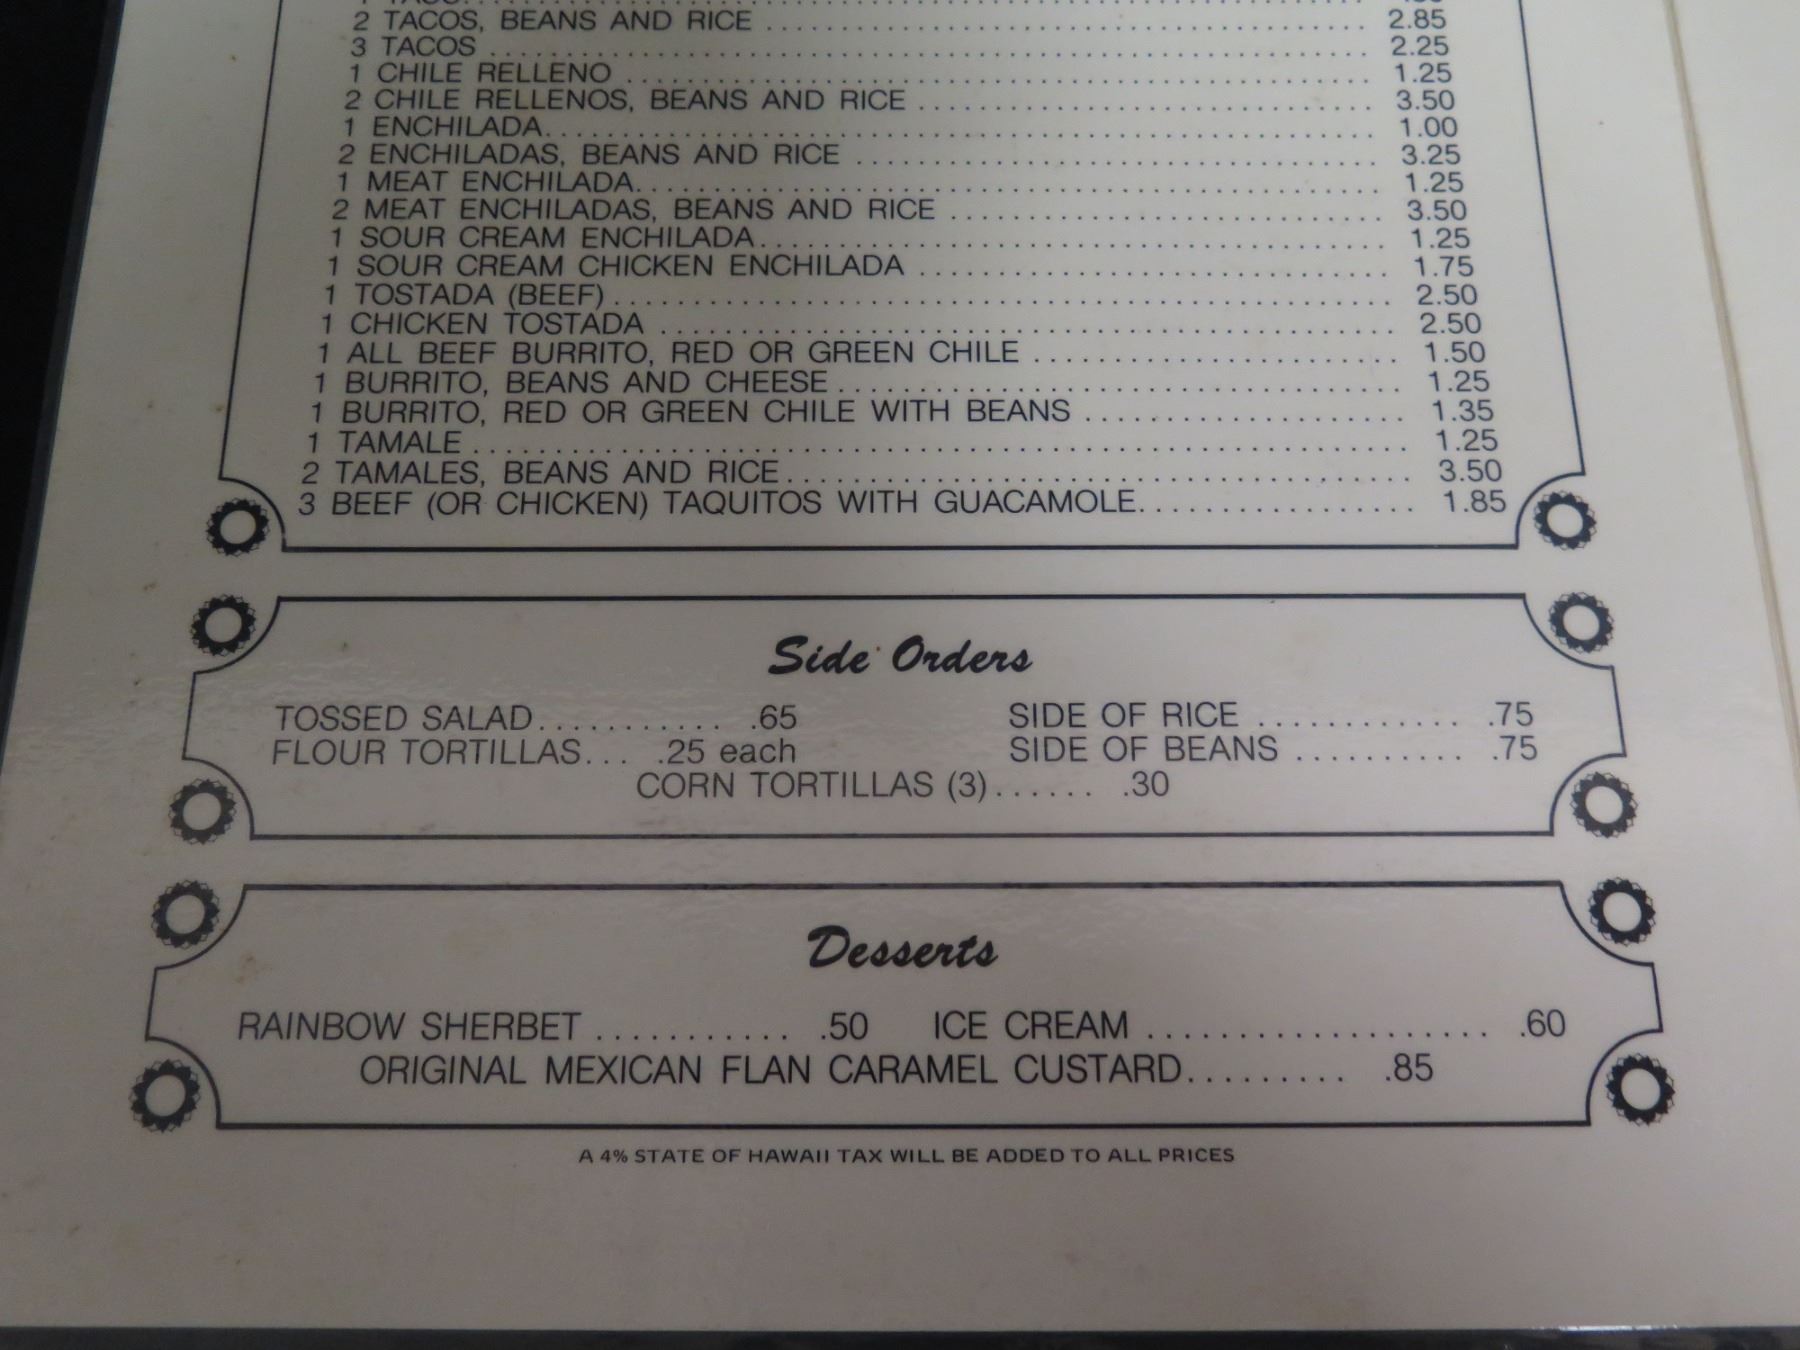 1 TACO
2 TACOS, BEANS AND RICE 2.85
3 TACOS 2.25
1 CHILE RELLENO 1.25
2 CHILE RELLENOS, BEANS AND RICE 3.50
1 ENCHILADA 1.00
2 ENCHILADAS, BEANS AND RICE 3.25
1 MEAT ENCHILADA 1.25
2 MEAT ENCHILADAS, BEANS AND RICE 3.50
1 SOUR CREAM ENCHILADA 1.25
1 SOUR CREAM CHICKEN ENCHILADA 1.75
1 TOSTADA (BEEF) 2.50
1 CHICKEN TOSTADA 2.50
1 ALL BEEF BURRITO, RED OR GREEN CHILE 1.50
1 BURRITO, BEANS AND CHEESE 1.25
1 BURRITO, RED OR GREEN CHILE WITH BEANS 1.35
1 TAMALE 1.25
2 TAMALES, BEANS AND RICE 3.50
3 BEEF (OR CHICKEN) TAQUITOS WITH GUACAMOLE 1.85
Side Orders
TOSSED SALAD .65 SIDE OF RICE .75
FLOUR TORTILLAS .25 each SIDE OF BEANS .75
CORN TORTILLAS (3) .30
Desserts
RAINBOW SHERBET .50 ICE CREAM .60
ORIGINAL MEXICAN FLAN CARAMEL CUSTARD .85
A 4% STATE OF HAWAII TAX WILL BE ADDED TO ALL PRICES